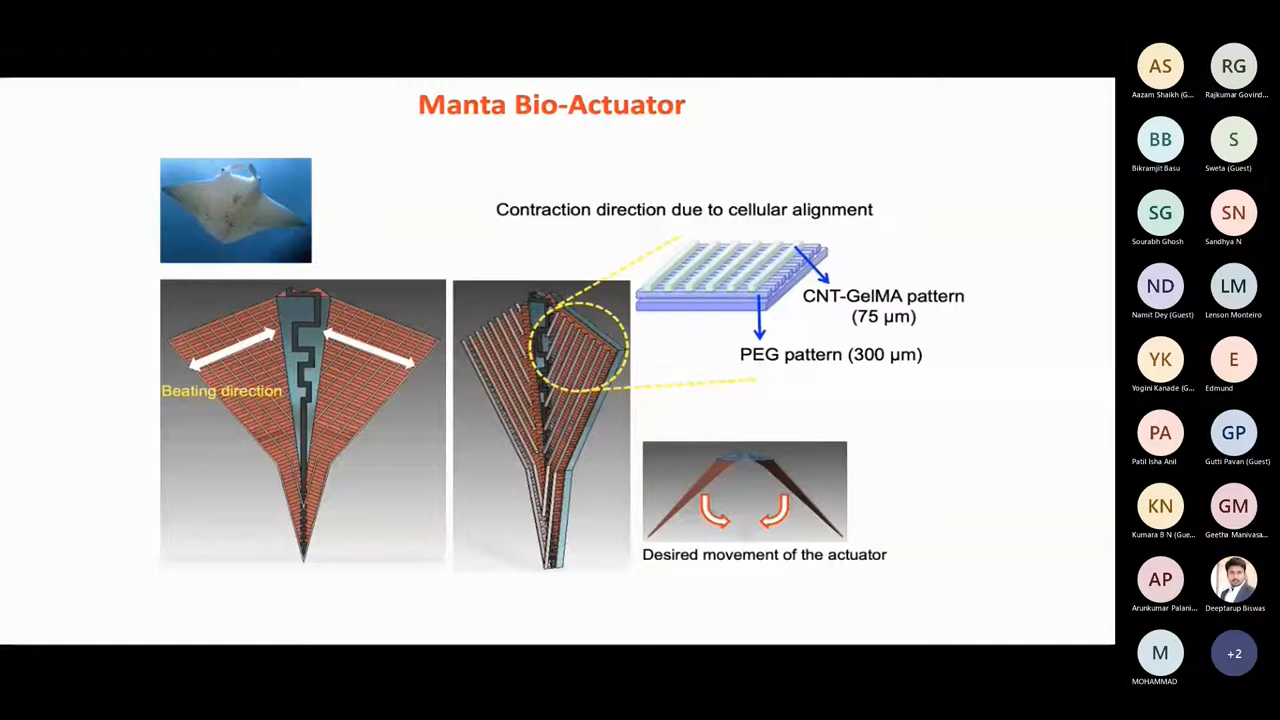 Manta Bio-Actuator
Contraction direction due to cellular alignment
CNT-GelMA pattern
(75 µm)
PEG pattern (300 µm)
Beating direction
Desired movement of the actuator
AS
RG
Aazam Shaikh (G...
Rajkumar Govind...
BB
S
Bikramjit Basu
Sweta (Guest)
SG
SN
Sourabh Ghosh
Sandhya N
ND
LM
Namit Dey (Guest)
Lenson Monteiro
YK
E
Yogini Kanade (G...
Edmund
PA
GP
Patil Isha Anil
Gutti Pavan (Guest)
KN
GM
Kumara B N (Gue...
Geetha Manivasa...
AP
Arunkumar Palani...
Deeptarup Biswas
M
+2
MOHAMMAD